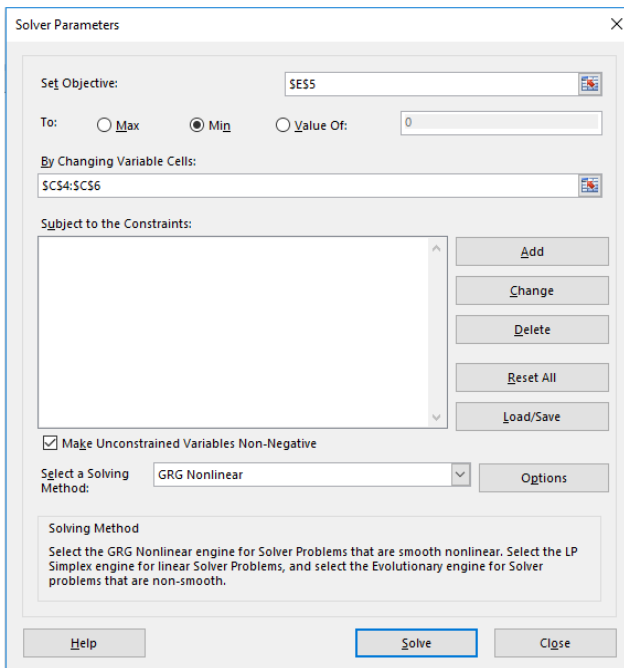 Solver Parameters
Set Objective: $E$5
To: Max Min Value Of: 0
By Changing Variable Cells:
$C$4:$C$6
Subject to the Constraints:
Add
Change
Delete
Reset All
Load/Save
Make Unconstrained Variables Non-Negative
Select a Solving
Method:
GRG Nonlinear
Options
Solving Method
Select the GRG Nonlinear engine for Solver Problems that are smooth nonlinear. Select the LP
Simplex engine for linear Solver Problems, and select the Evolutionary engine for Solver
problems that are non-smooth.
Help Solve Close